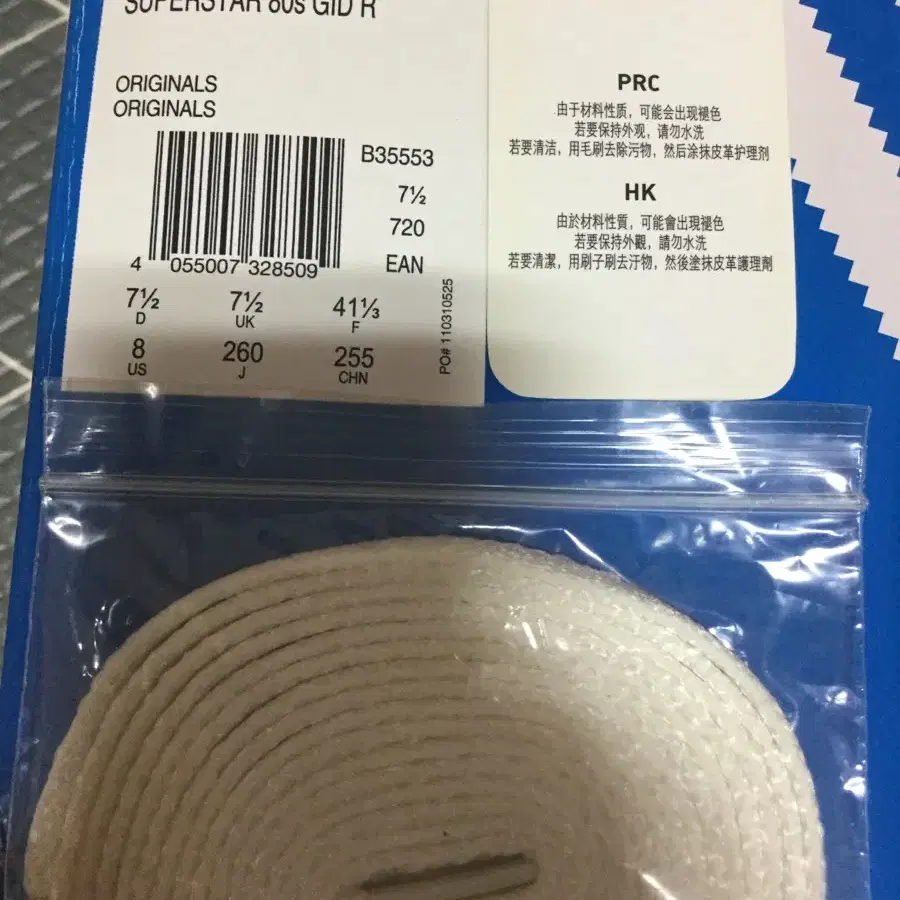 SUPERSTAR 80s GID R
ORIGINALS
ORIGINALS
B35553
7½
720
EAN
4 055007 328509
7½ 7½ 41⅓
D UK F
8 260 255
US J CHN
PO# 110310525
PRC
由于材料性质，可能会出现褪色
若要保持外观，请勿水洗
若要清洁，用毛刷去除污物，然后涂抹皮革护理剂
HK
由於材料性質，可能會出現褪色
若要保持外觀，請勿水洗
若要清潔，用刷子刷去汙物，然後塗抹皮革護理劑